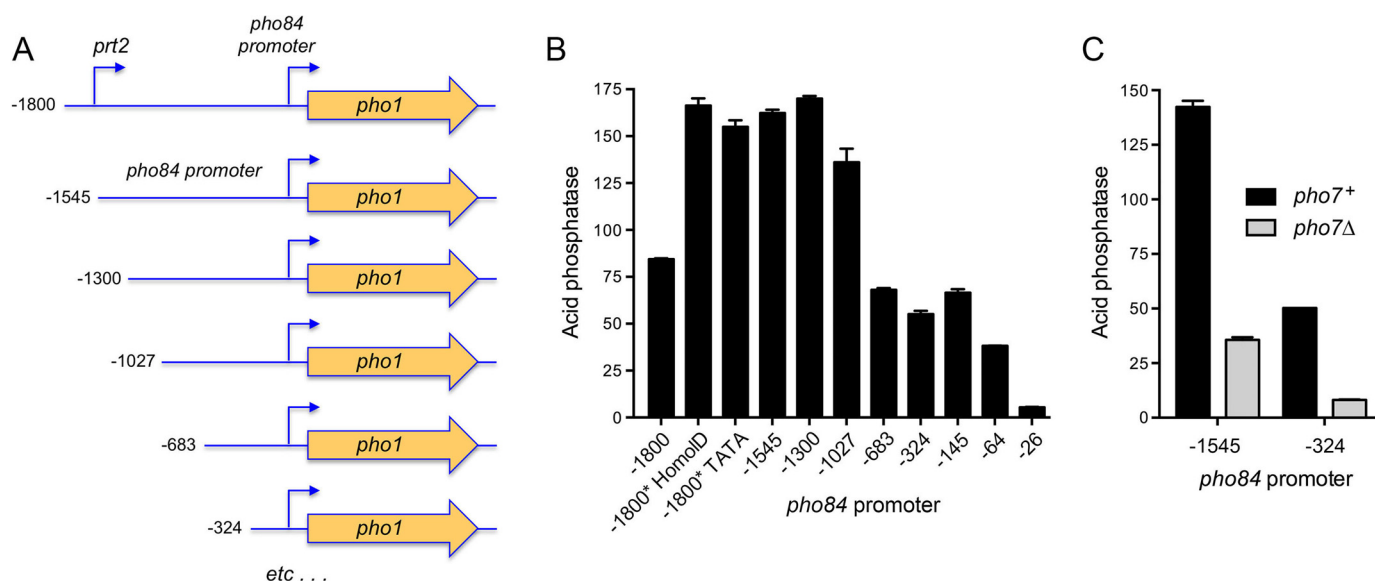 A
prt2
pho84
promoter
-1800
pho1
pho84 promoter
-1545
pho1
-1300
pho1
-1027
pho1
-683
pho1
-324
pho1
etc . . .
B
Acid phosphatase
175
150
125
100
75
50
25
0
-1800
-1800* HomolD
-1800* TATA
-1545
-1300
-1027
-683
-324
-145
-64
-26
pho84 promoter
C
Acid phosphatase
150
125
100
75
50
25
0
pho7+
pho7Δ
-1545
-324
pho84 promoter